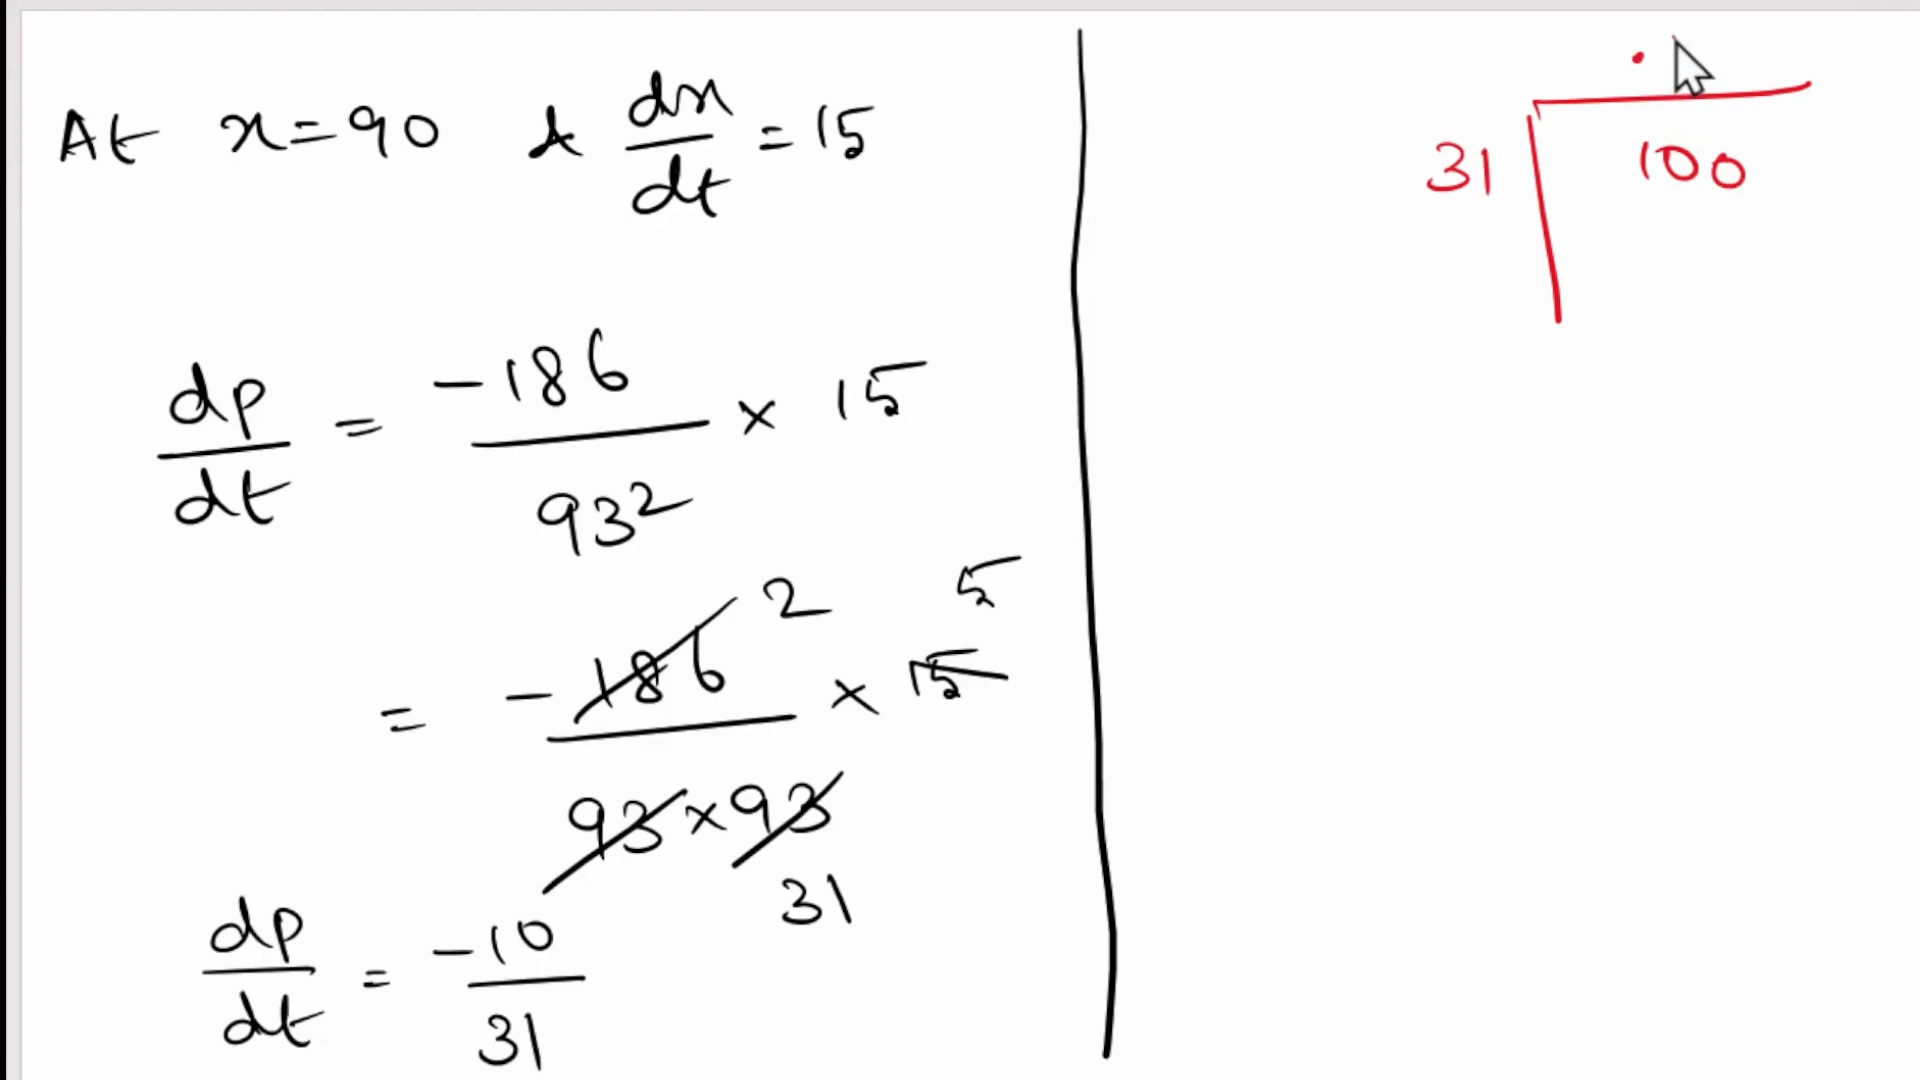 At x=90 & dx/dt = 15
dp/dt = -186/93² × 15
= -186 2/93×93 31 × 15 5
dp/dt = -10/31
.
31 100